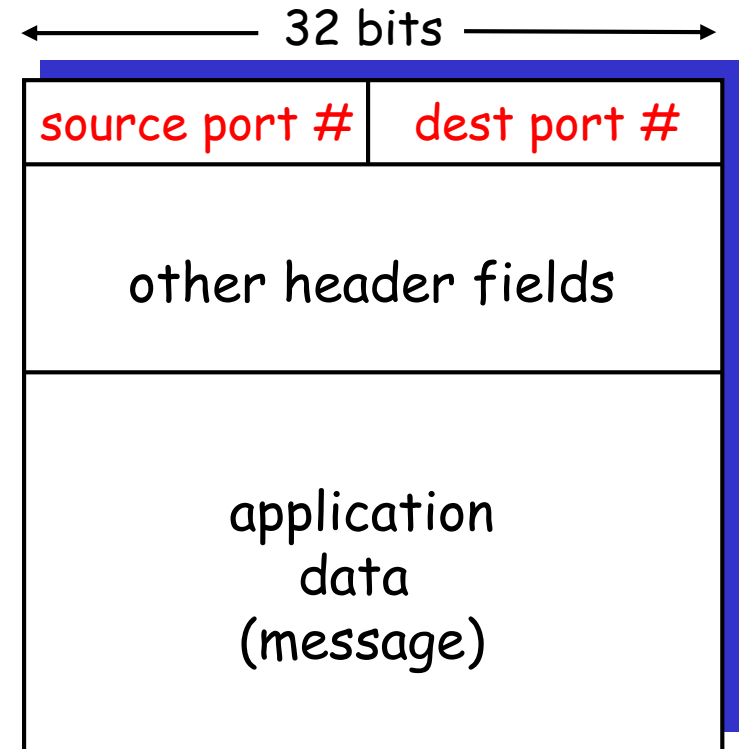 32 bits
source port #
dest port #
other header fields
application
data
(message)